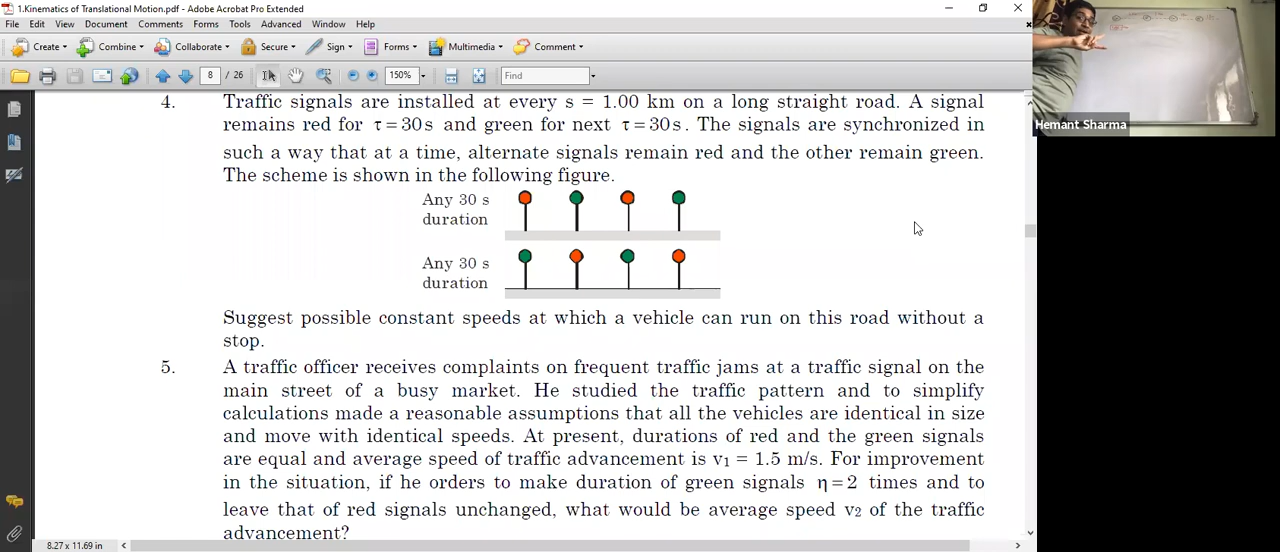 1.Kinematics of Translational Motion.pdf - Adobe Acrobat Pro Extended
File Edit View Document Comments Forms Tools Advanced Window Help
Create Combine Collaborate Secure Sign Forms Multimedia Comment
8 / 26 150% Find
Hemant Sharma
4. Traffic signals are installed at every s = 1.00 km on a long straight road. A signal
remains red for τ = 30 s and green for next τ = 30 s. The signals are synchronized in
such a way that at a time, alternate signals remain red and the other remain green.
The scheme is shown in the following figure.
Any 30 s
duration
Any 30 s
duration
Suggest possible constant speeds at which a vehicle can run on this road without a
stop.
5. A traffic officer receives complaints on frequent traffic jams at a traffic signal on the
main street of a busy market. He studied the traffic pattern and to simplify
calculations made a reasonable assumptions that all the vehicles are identical in size
and move with identical speeds. At present, durations of red and the green signals
are equal and average speed of traffic advancement is v1 = 1.5 m/s. For improvement
in the situation, if he orders to make duration of green signals η = 2 times and to
leave that of red signals unchanged, what would be average speed v2 of the traffic
advancement?
8.27 x 11.69 in